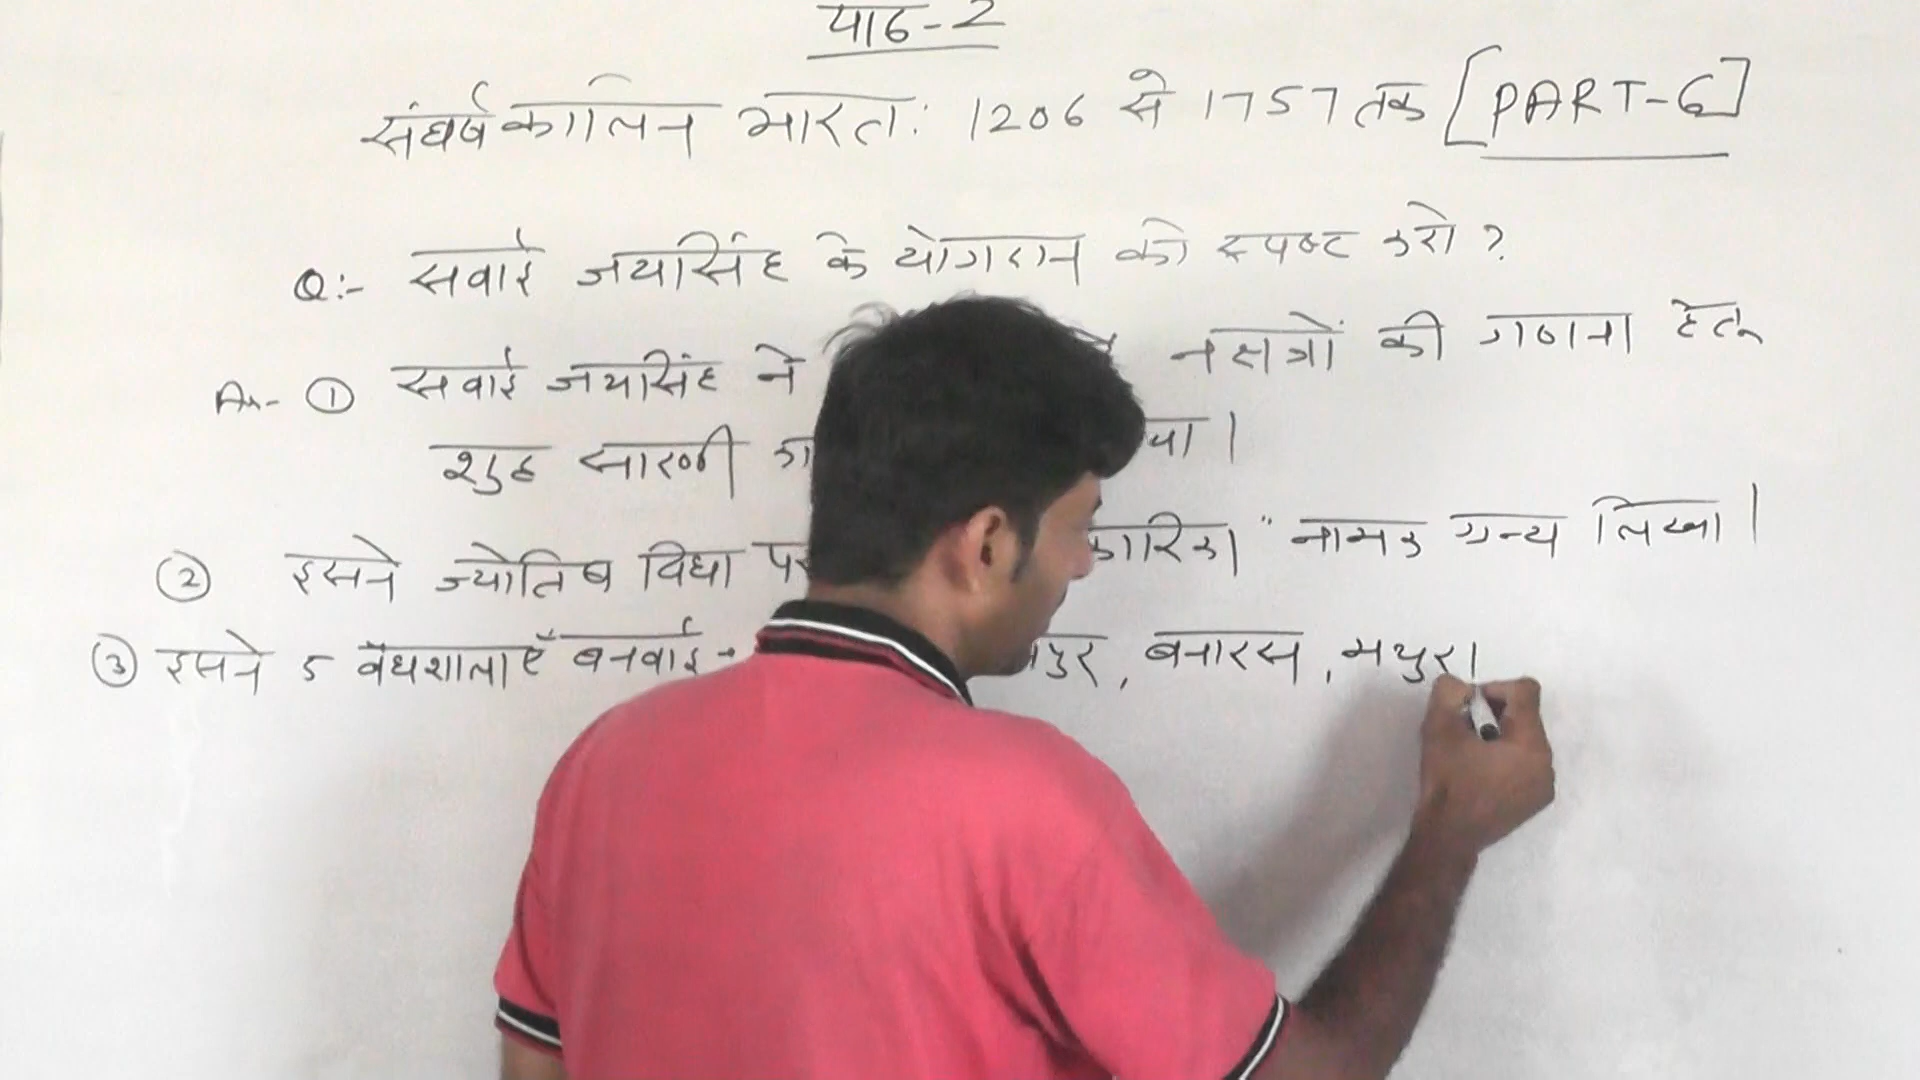 पाठ-2
संघर्षकालिन भारत: 1206 से 1757 तक [PART-6]
Q:- सवाई जयसिंह के योगदान को स्पष्ट करो ?
An- ① सवाई जयसिंह ने नक्षत्रों की गणना हेतु
शुद्ध सारणी
② इसने ज्योतिष विधा पर कारिका" नामक ग्रन्थ लिखा।
③ इसने 5 वैधशालाएँ बनवाई - बनारस, मथुरा